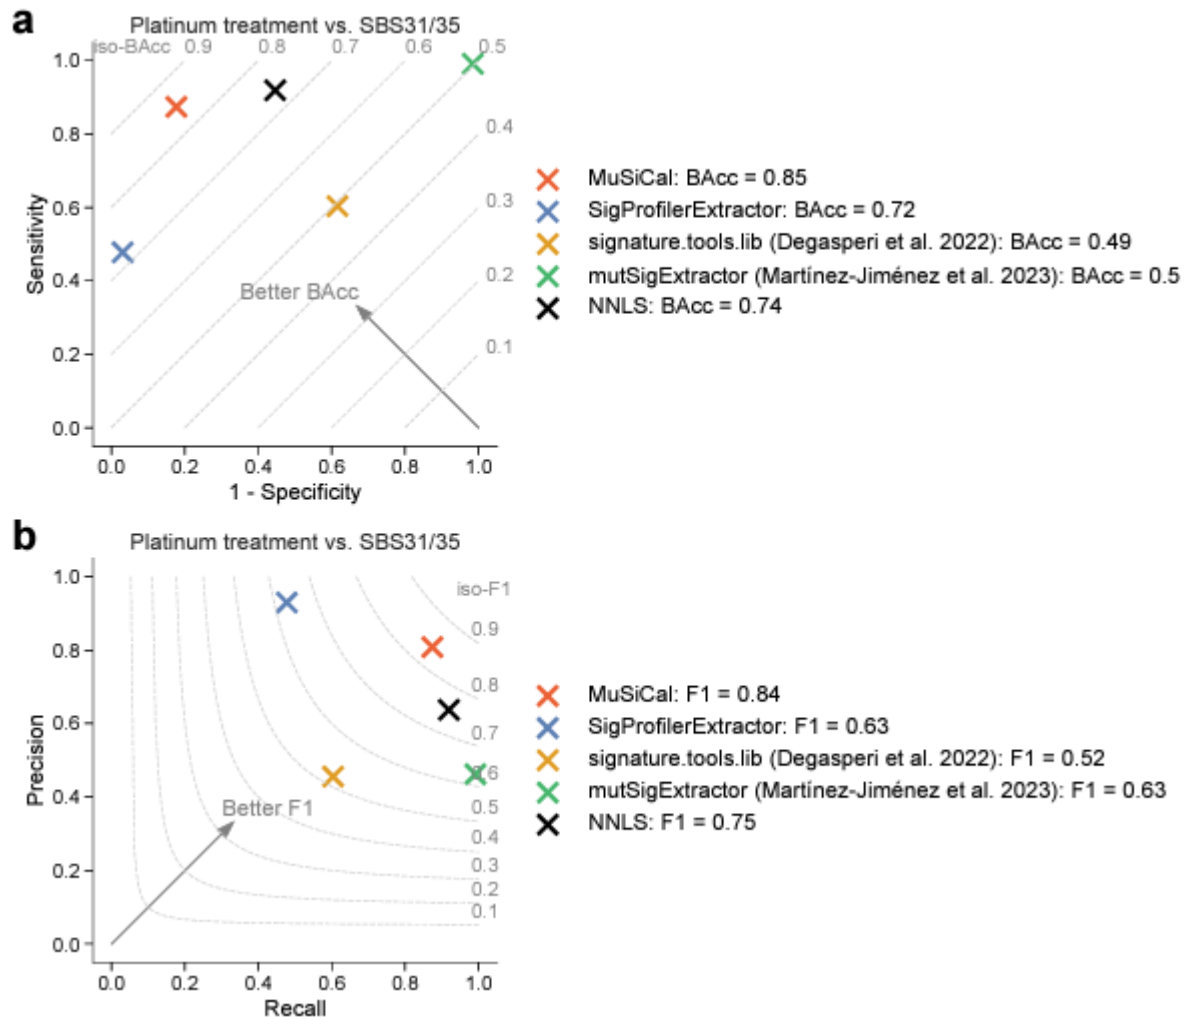 a
Platinum treatment vs. SBS31/35
iso-BAcc 0.9 0.8 0.7 0.6 0.5
1.0
0.8
0.6
0.4
0.2
0.0
0.4
0.3
0.2
0.1
Sensitivity
Better BAcc
0.0 0.2 0.4 0.6 0.8 1.0
1 - Specificity
MuSiCal: BAcc = 0.85
SigProfilerExtractor: BAcc = 0.72
signature.tools.lib (Degasperi et al. 2022): BAcc = 0.49
mutSigExtractor (Martínez-Jiménez et al. 2023): BAcc = 0.5
NNLS: BAcc = 0.74
b
Platinum treatment vs. SBS31/35
1.0
0.8
0.6
0.4
0.2
0.0
iso-F1
0.9
0.8
0.7
0.6
0.5
0.4
0.3
0.2
0.1
Precision
Better F1
0.0 0.2 0.4 0.6 0.8 1.0
Recall
MuSiCal: F1 = 0.84
SigProfilerExtractor: F1 = 0.63
signature.tools.lib (Degasperi et al. 2022): F1 = 0.52
mutSigExtractor (Martínez-Jiménez et al. 2023): F1 = 0.63
NNLS: F1 = 0.75